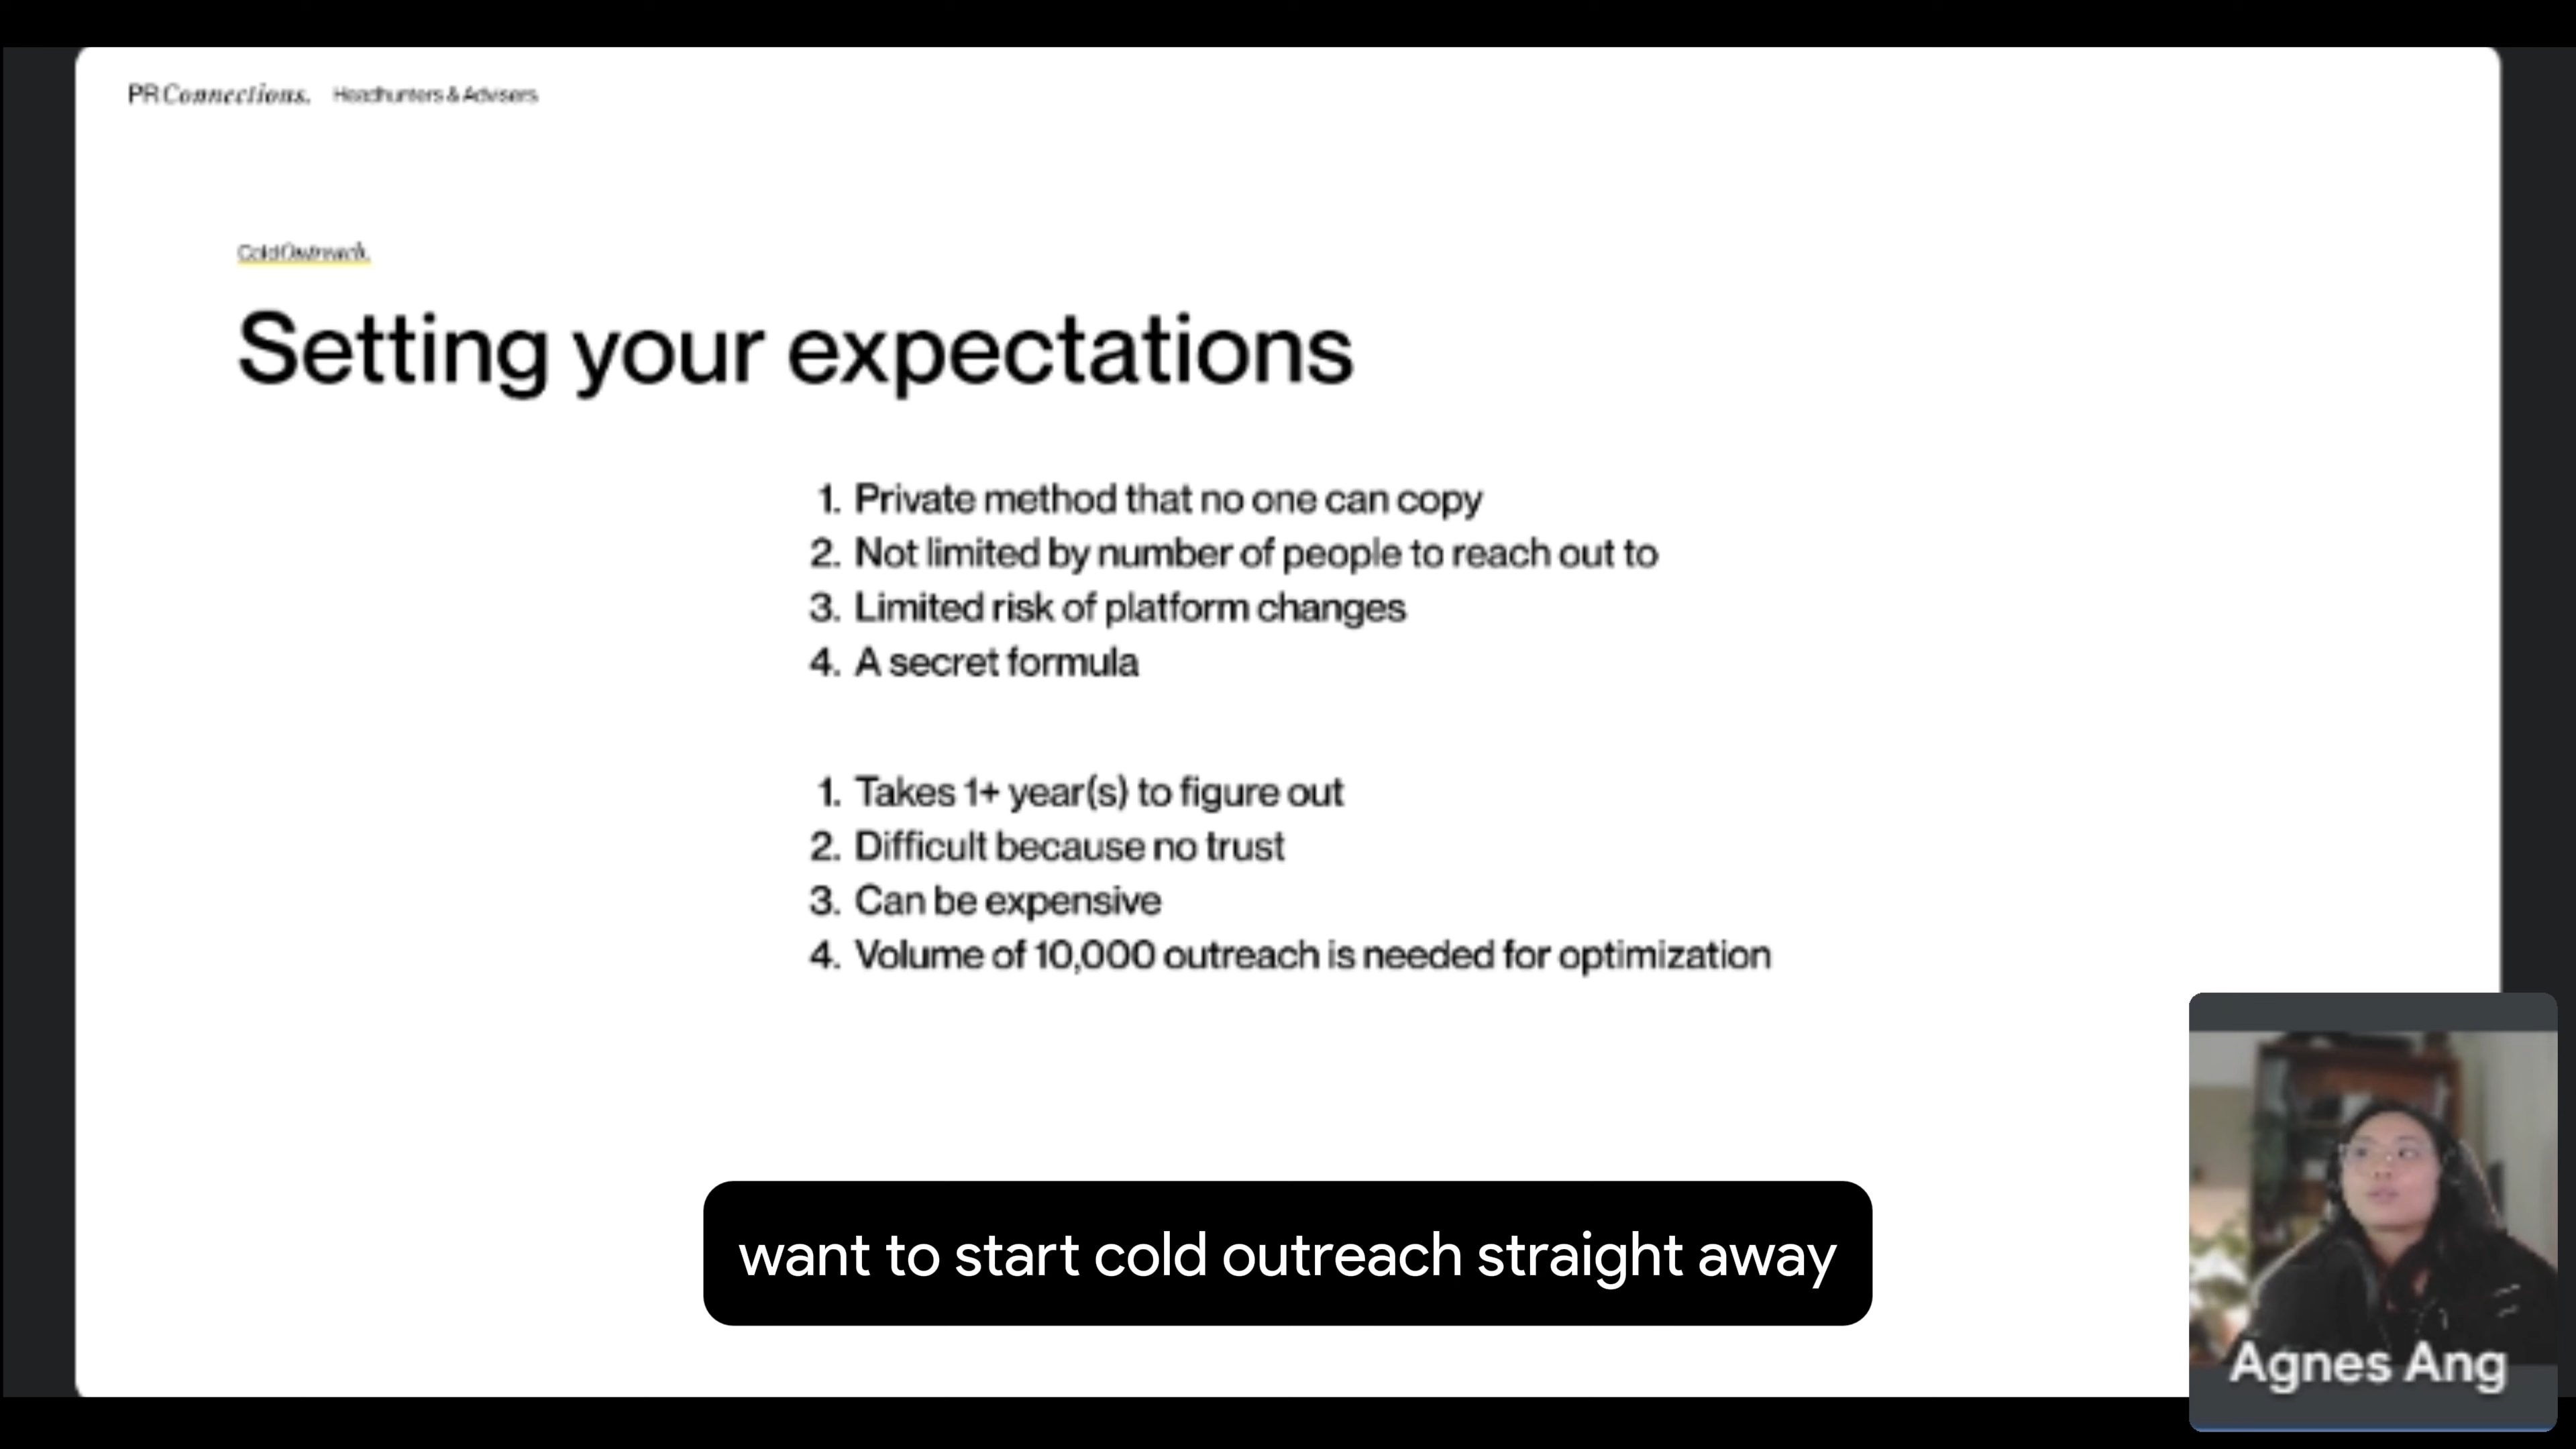 PR Connections. Headhunters & Advisers
Cold Outreach.
Setting your expectations
1. Private method that no one can copy
2. Not limited by number of people to reach out to
3. Limited risk of platform changes
4. A secret formula
1. Takes 1+ year(s) to figure out
2. Difficult because no trust
3. Can be expensive
4. Volume of 10,000 outreach is needed for optimization
want to start cold outreach straight away
Agnes Ang